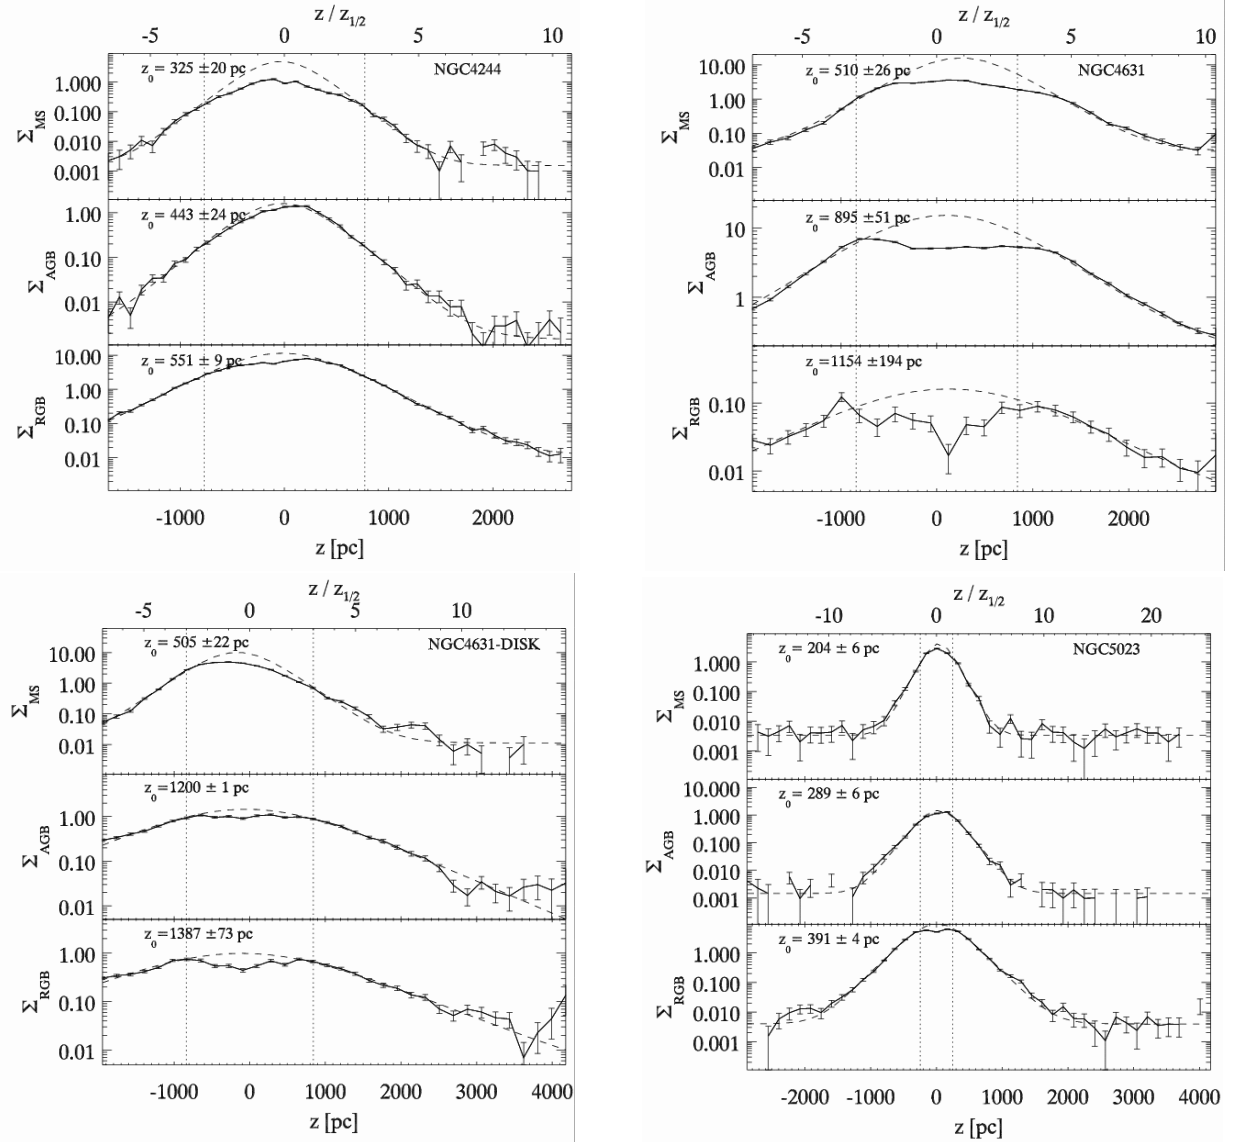 z / z1/2
-5 0 5 10
z0= 325 ±20 pc
NGC4244
1.000
0.100
0.010
0.001
ΣMS
z0= 443 ±24 pc
1.00
0.10
0.01
ΣAGB
z0= 551 ± 9 pc
10.00
1.00
0.10
0.01
ΣRGB
-1000 0 1000 2000
z [pc]
z / z1/2
-5 0 5 10
z0= 510 ±26 pc
NGC4631
10.00
1.00
0.10
0.01
ΣMS
z0= 895 ±51 pc
10
1
ΣAGB
z0=1154 ±194 pc
0.10
0.01
ΣRGB
-1000 0 1000 2000
z [pc]
z / z1/2
-5 0 5 10
z0= 505 ±22 pc
NGC4631-DISK
10.00
1.00
0.10
0.01
ΣMS
z0=1200 ± 1 pc
1.00
0.10
0.01
ΣAGB
z0=1387 ±73 pc
1.00
0.10
0.01
ΣRGB
-1000 0 1000 2000 3000 4000
z [pc]
z / z1/2
-10 0 10 20
z0= 204 ± 6 pc
NGC5023
1.000
0.100
0.010
0.001
ΣMS
z0= 289 ± 6 pc
10.000
1.000
0.100
0.010
0.001
ΣAGB
z0= 391 ± 4 pc
1.000
0.100
0.010
0.001
ΣRGB
-2000 -1000 0 1000 2000 3000 4000
z [pc]